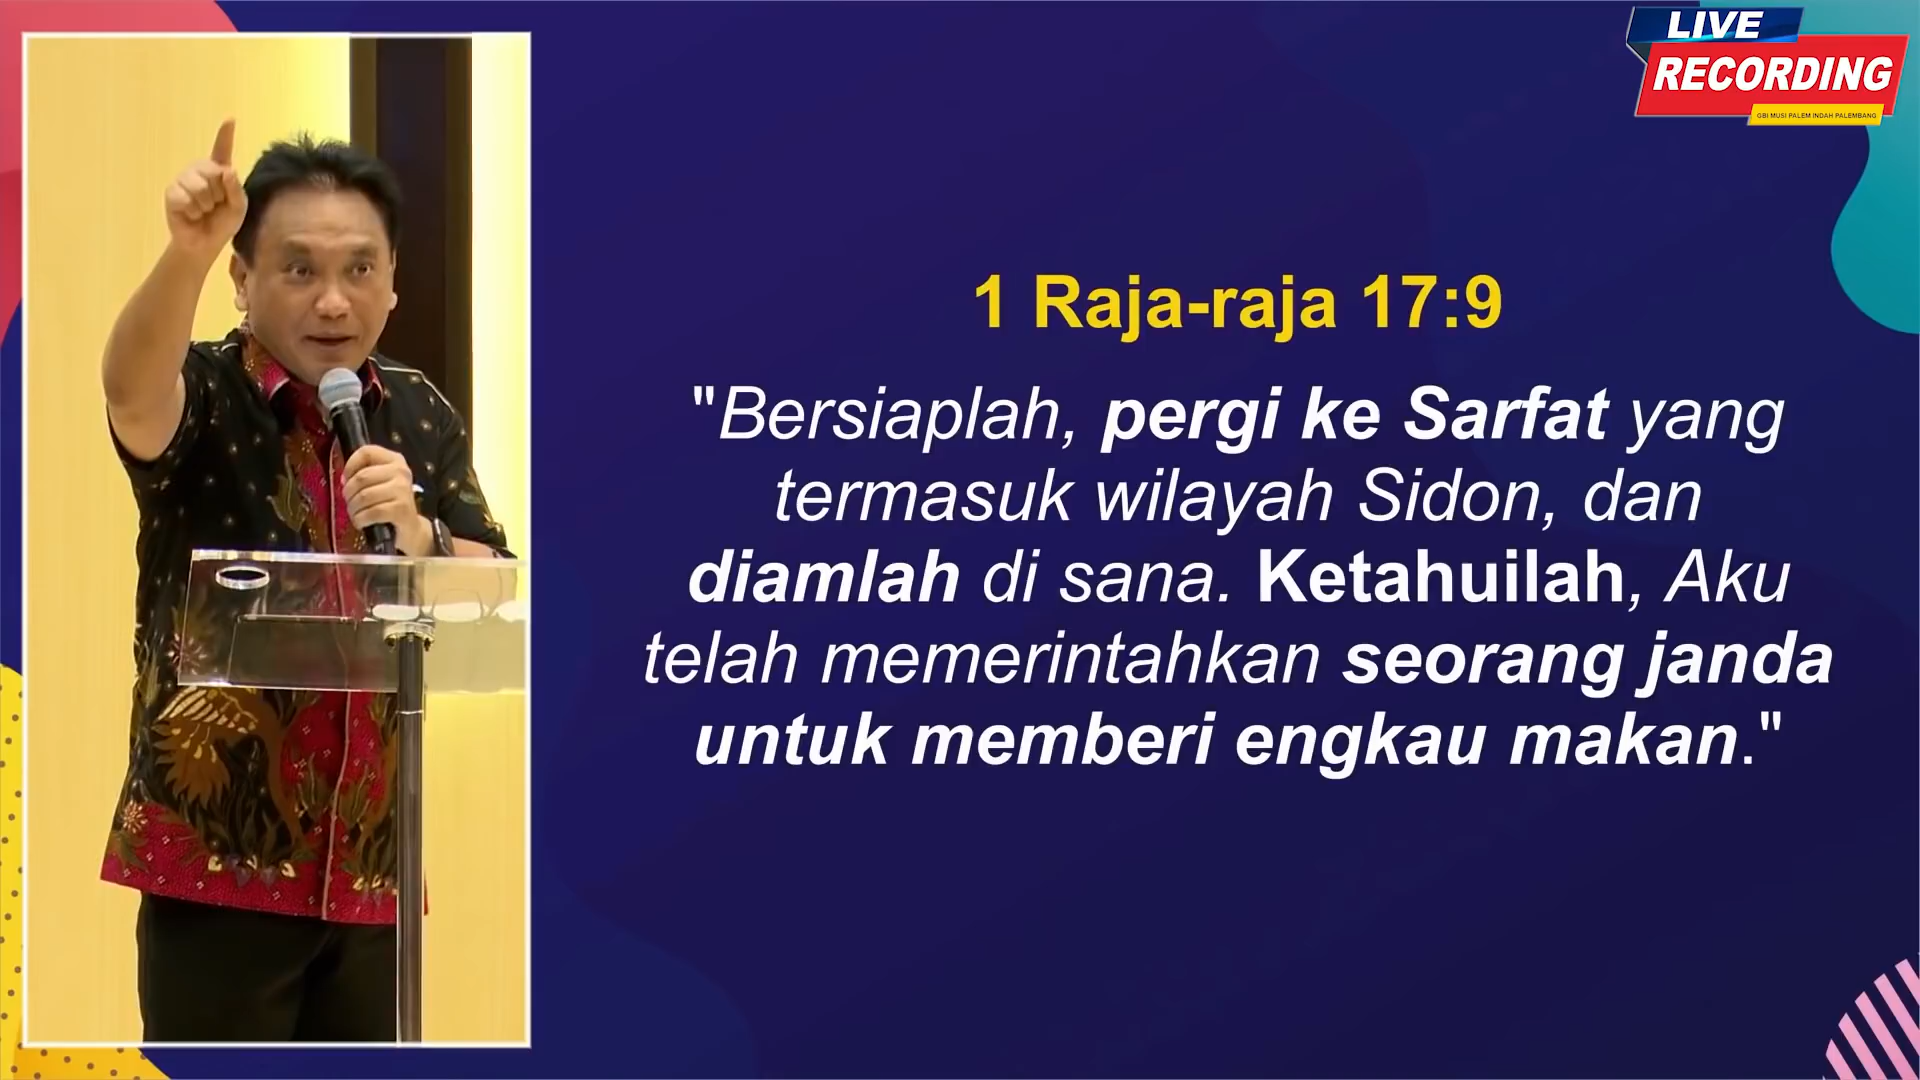 LIVE
RECORDING
GBI MUSI PALEM INDAH PALEMBANG
1 Raja-raja 17:9
"Bersiaplah, pergi ke Sarfat yang
termasuk wilayah Sidon, dan
diamlah di sana. Ketahuilah, Aku
telah memerintahkan seorang janda
untuk memberi engkau makan."